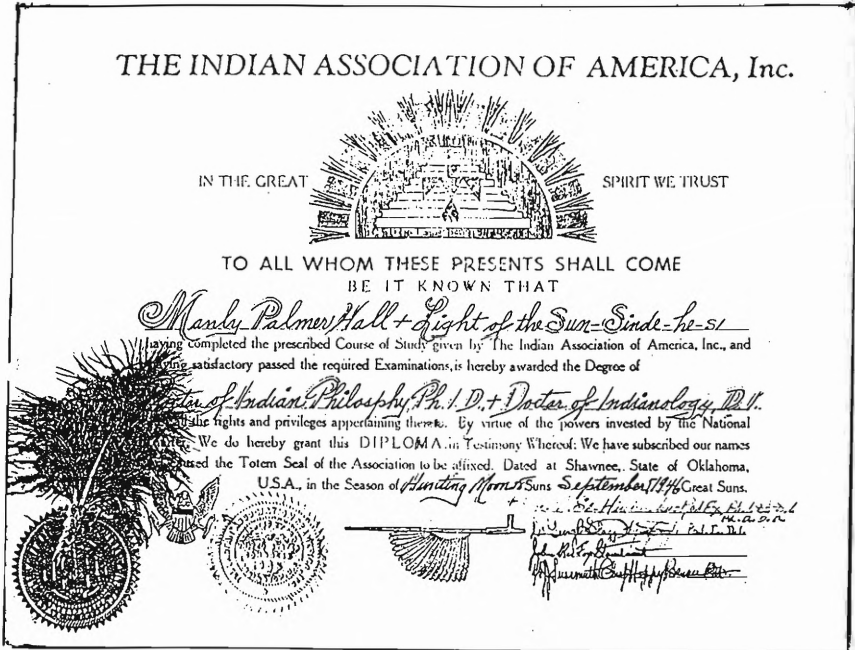 THE INDIAN ASSOCIATION OF AMERICA, Inc.
IN THE GREAT SPIRIT WE TRUST
TO ALL WHOM THESE PRESENTS SHALL COME
BE IT KNOWN THAT
Manly Palmer Hall + Light of the Sun = Sinde-he-si
having completed the prescribed Course of Study given by The Indian Association of America, Inc., and
satisfactory passed the required Examinations, is hereby awarded the Degree of
of Indian Philosphy, Ph. I. D. + Doctor of Indianology,
the rights and privileges appertaining thereto. By virtue of the powers invested by the National
We do hereby grant this DIPLOMA in Testimony Whereof: We have subscribed our names
the Totem Seal of the Association to be affixed. Dated at Shawnee, State of Oklahoma,
U.S.A., in the Season of Hunting Moon Suns September 1946 Great Suns.